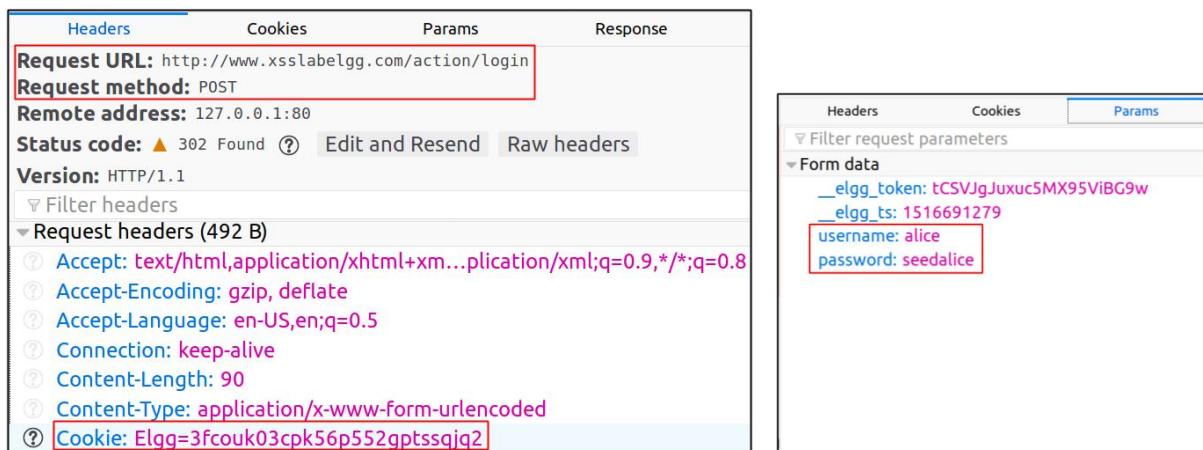 Headers Cookies Params Response
Request URL: http://www.xsslabelgg.com/action/login
Request method: POST
Remote address: 127.0.0.1:80
Status code: 302 Found ? Edit and Resend Raw headers
Version: HTTP/1.1
Filter headers
Request headers (492 B)
? Accept: text/html,application/xhtml+xm…plication/xml;q=0.9,*/*;q=0.8
? Accept-Encoding: gzip, deflate
? Accept-Language: en-US,en;q=0.5
? Connection: keep-alive
? Content-Length: 90
? Content-Type: application/x-www-form-urlencoded
? Cookie: Elgg=3fcouk03cpk56p552gptssqjq2
Headers Cookies Params
Filter request parameters
Form data
__elgg_token: tCSVJgJuxuc5MX95ViBG9w
__elgg_ts: 1516691279
username: alice
password: seedalice